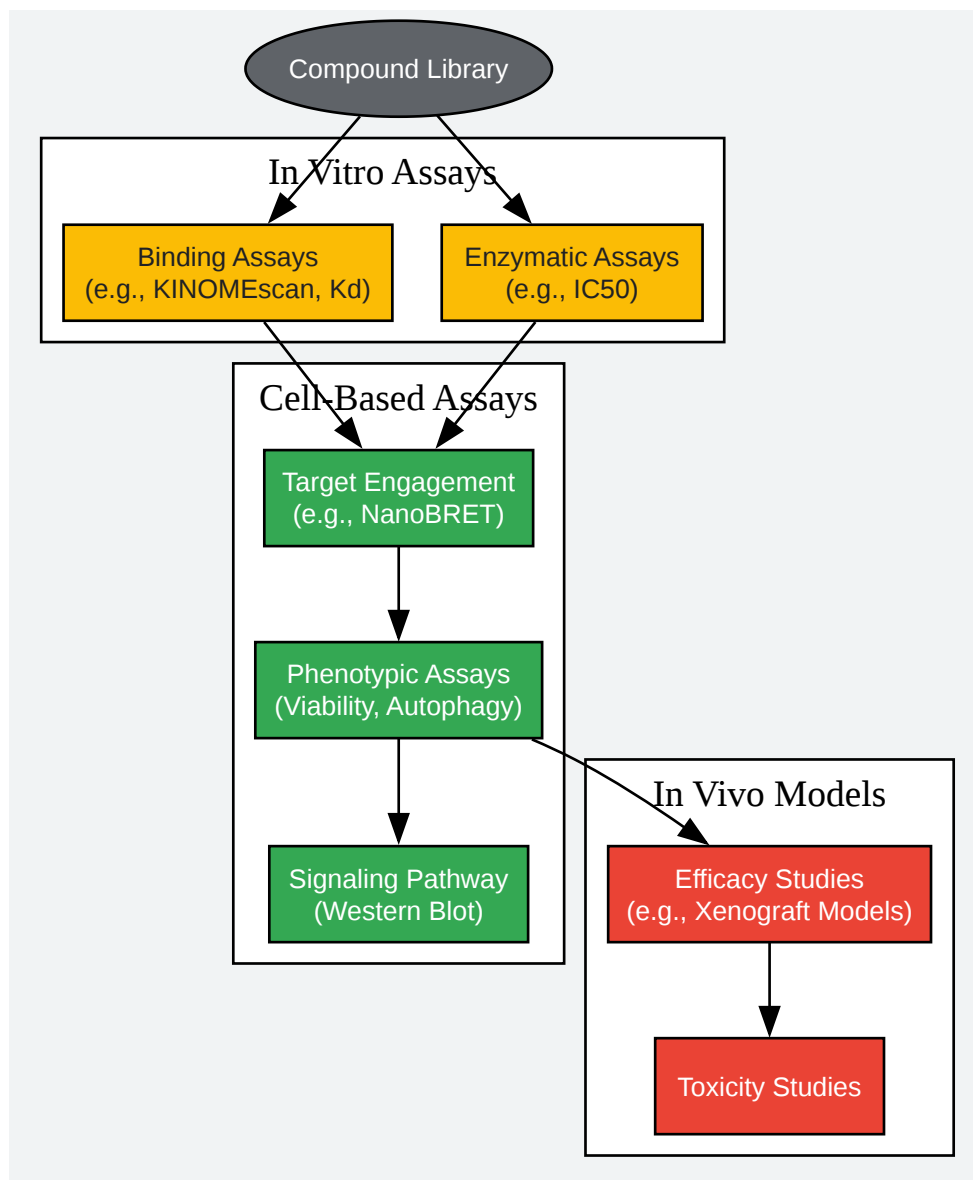 Compound Library
In Vitro Assays
Binding Assays
(e.g., KINOMEscan, Kd)
Enzymatic Assays
(e.g., IC50)
Cell-Based Assays
Target Engagement
(e.g., NanoBRET)
Phenotypic Assays
(Viability, Autophagy)
Signaling Pathway
(Western Blot)
In Vivo Models
Efficacy Studies
(e.g., Xenograft Models)
Toxicity Studies